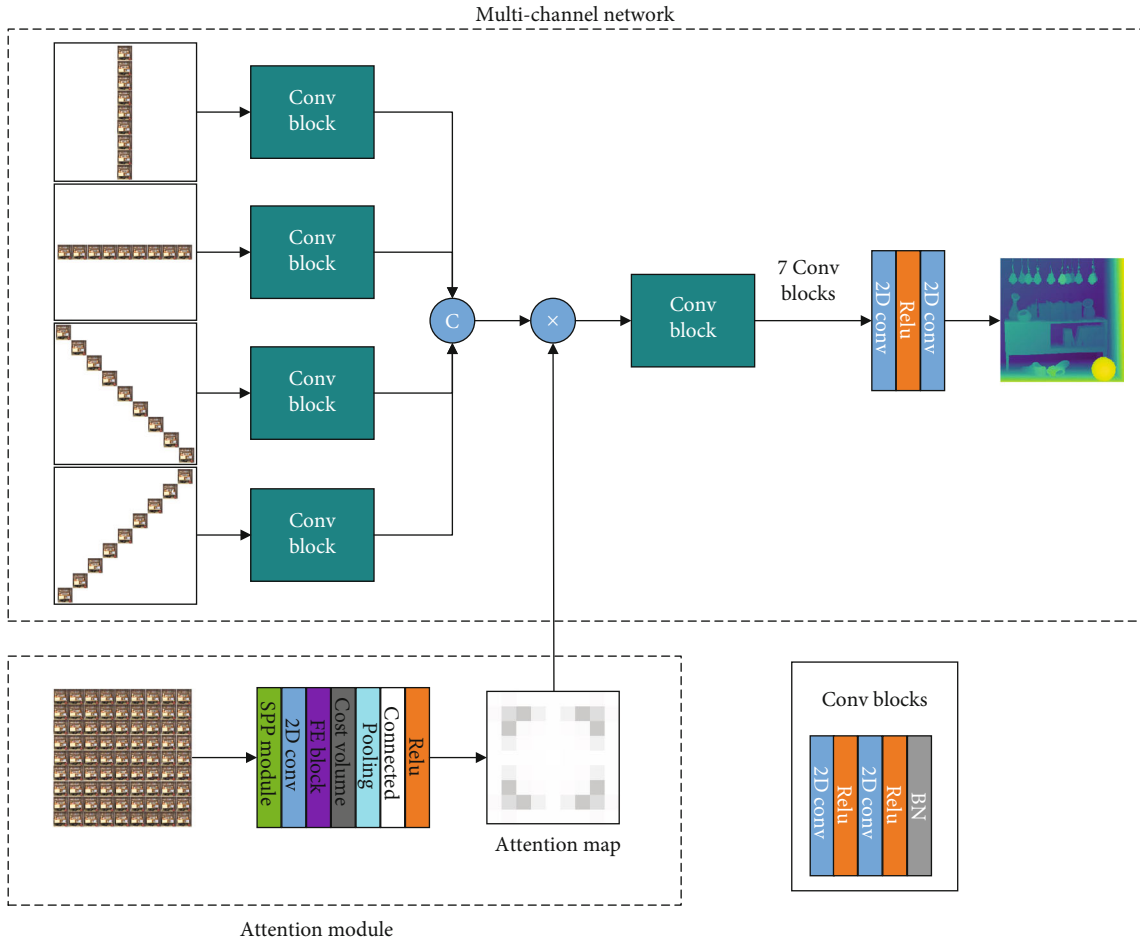 Multi-channel network
Conv
block
Conv
block
Conv
block
Conv
block
C
×
Conv
block
7 Conv
blocks
2D conv
Relu
2D conv
SPP module
2D conv
FE block
Cost volume
Pooling
Connected
Relu
Attention map
Attention module
Conv blocks
2D conv
Relu
2D conv
Relu
BN